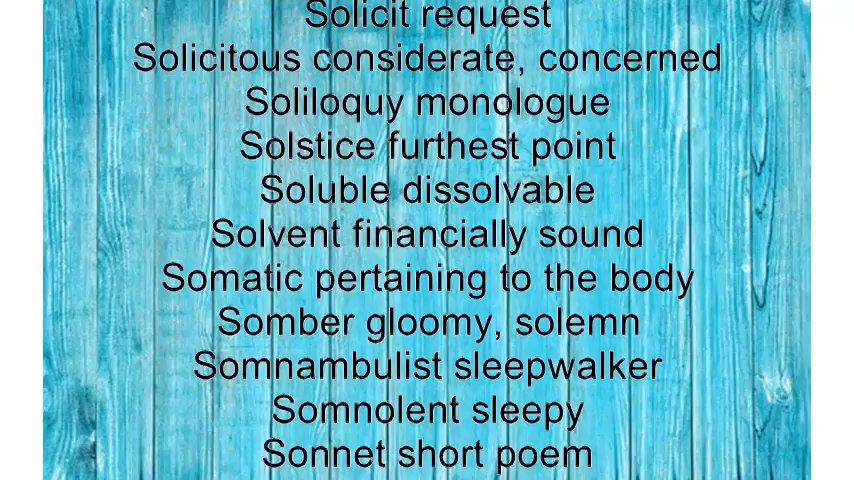 Solicit request
Solicitous considerate, concerned
Soliloquy monologue
Solstice furthest point
Soluble dissolvable
Solvent financially sound
Somatic pertaining to the body
Somber gloomy, solemn
Somnambulist sleepwalker
Somnolent sleepy
Sonnet short poem